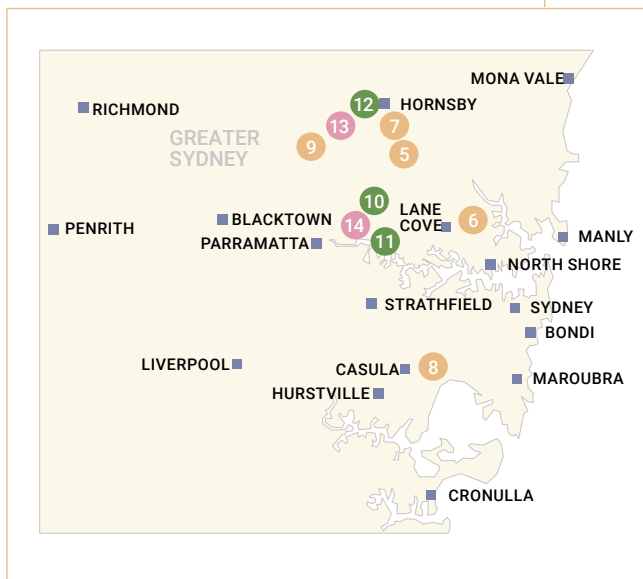 MONA VALE
RICHMOND
12
HORNSBY
13
7
GREATER
SYDNEY
9
5
10
LANE
COVE
6
BLACKTOWN
14
PENRITH
11
MANLY
PARRAMATTA
NORTH SHORE
STRATHFIELD
SYDNEY
BONDI
LIVERPOOL
CASULA
8
MAROUBRA
HURSTVILLE
CRONULLA